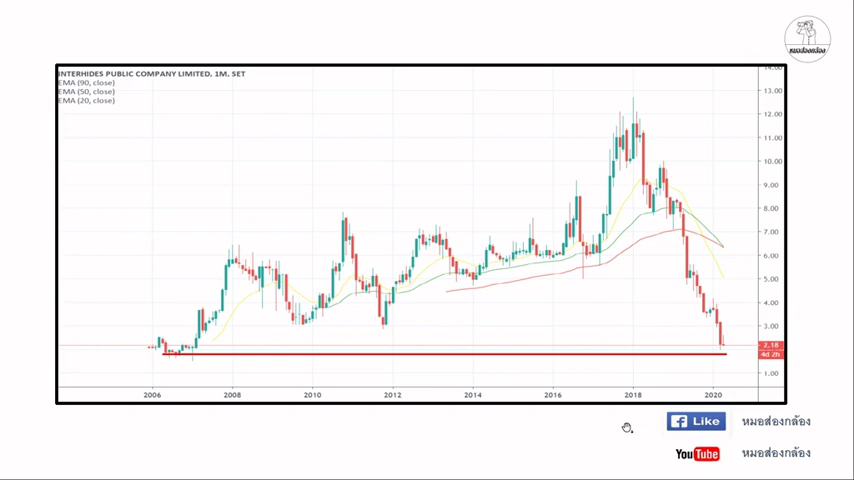 หมอส่องกล้อง
INTERHIDES PUBLIC COMPANY LIMITED, 1M, SET
EMA (90, close)
EMA (50, close)
EMA (20, close)
14.00
13.00
12.00
11.00
10.00
9.00
8.00
7.00
6.00
5.00
4.00
3.00
2.18
4d 2h
1.00
2006 2008 2010 2012 2014 2016 2018 2020
f Like หมอส่องกล้อง
YouTube หมอส่องกล้อง